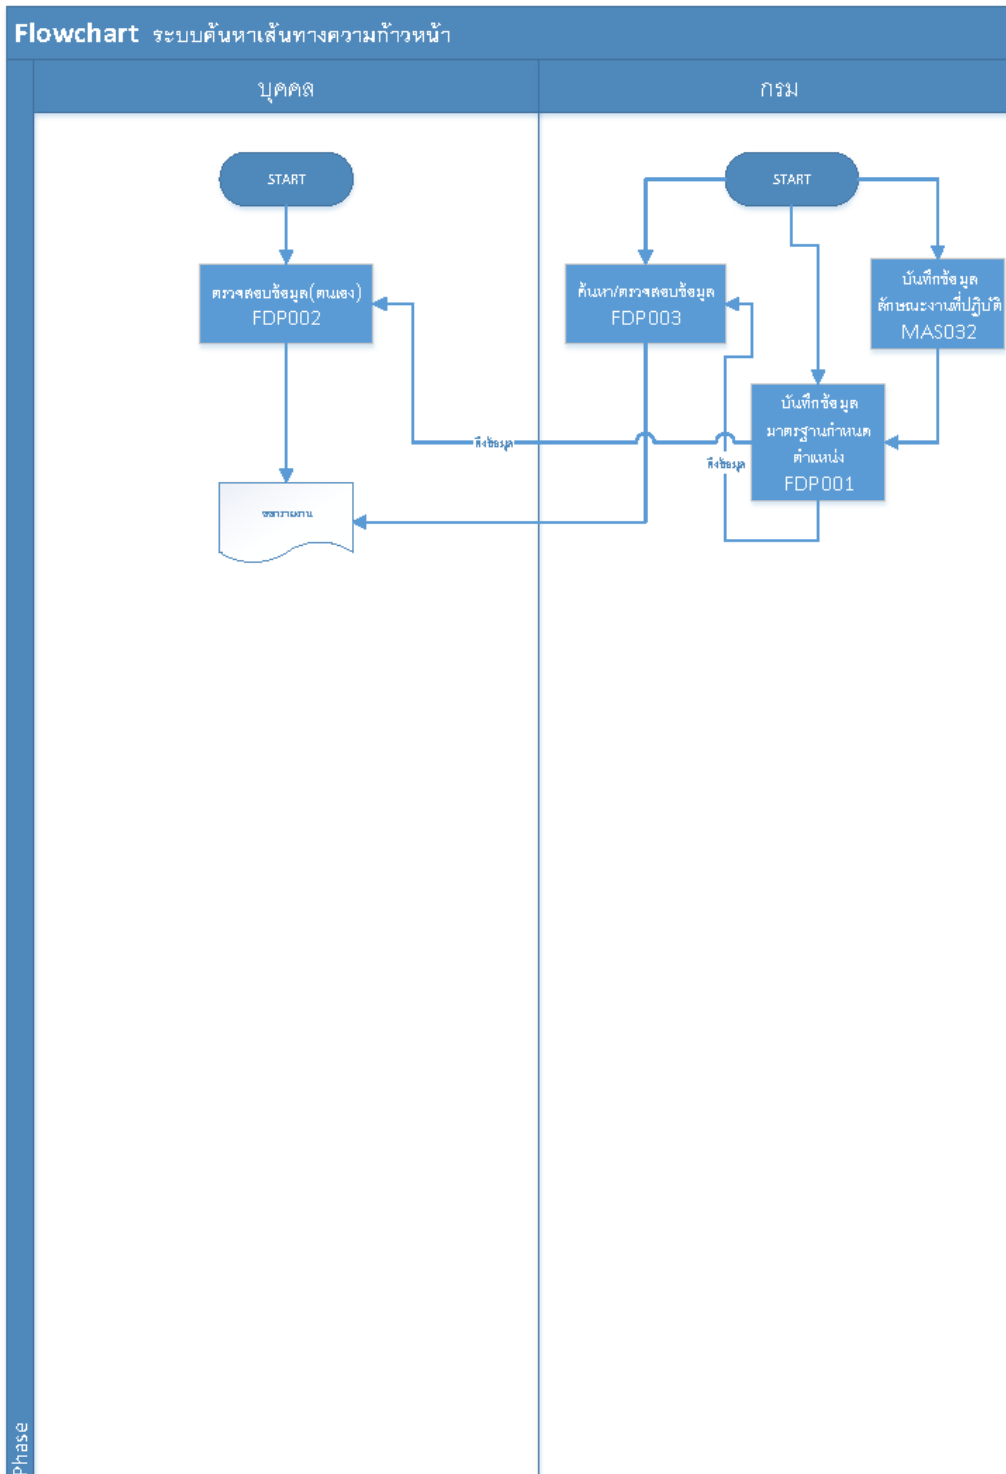 Flowchart ระบบค้นหาเส้นทางความก้าวหน้า
บุคคล
กรม
START
START
ตรวจสอบข้อมูล(ตนเอง)
FDP002
ค้นหา/ตรวจสอบข้อมูล
FDP003
บันทึกข้อมูล
ลักษณะงานที่ปฏิบัติ
MAS032
บันทึกข้อมูล
มาตรฐานกำหนด
ตำแหน่ง
FDP001
ดึงข้อมูล
ดึงข้อมูล
Phase